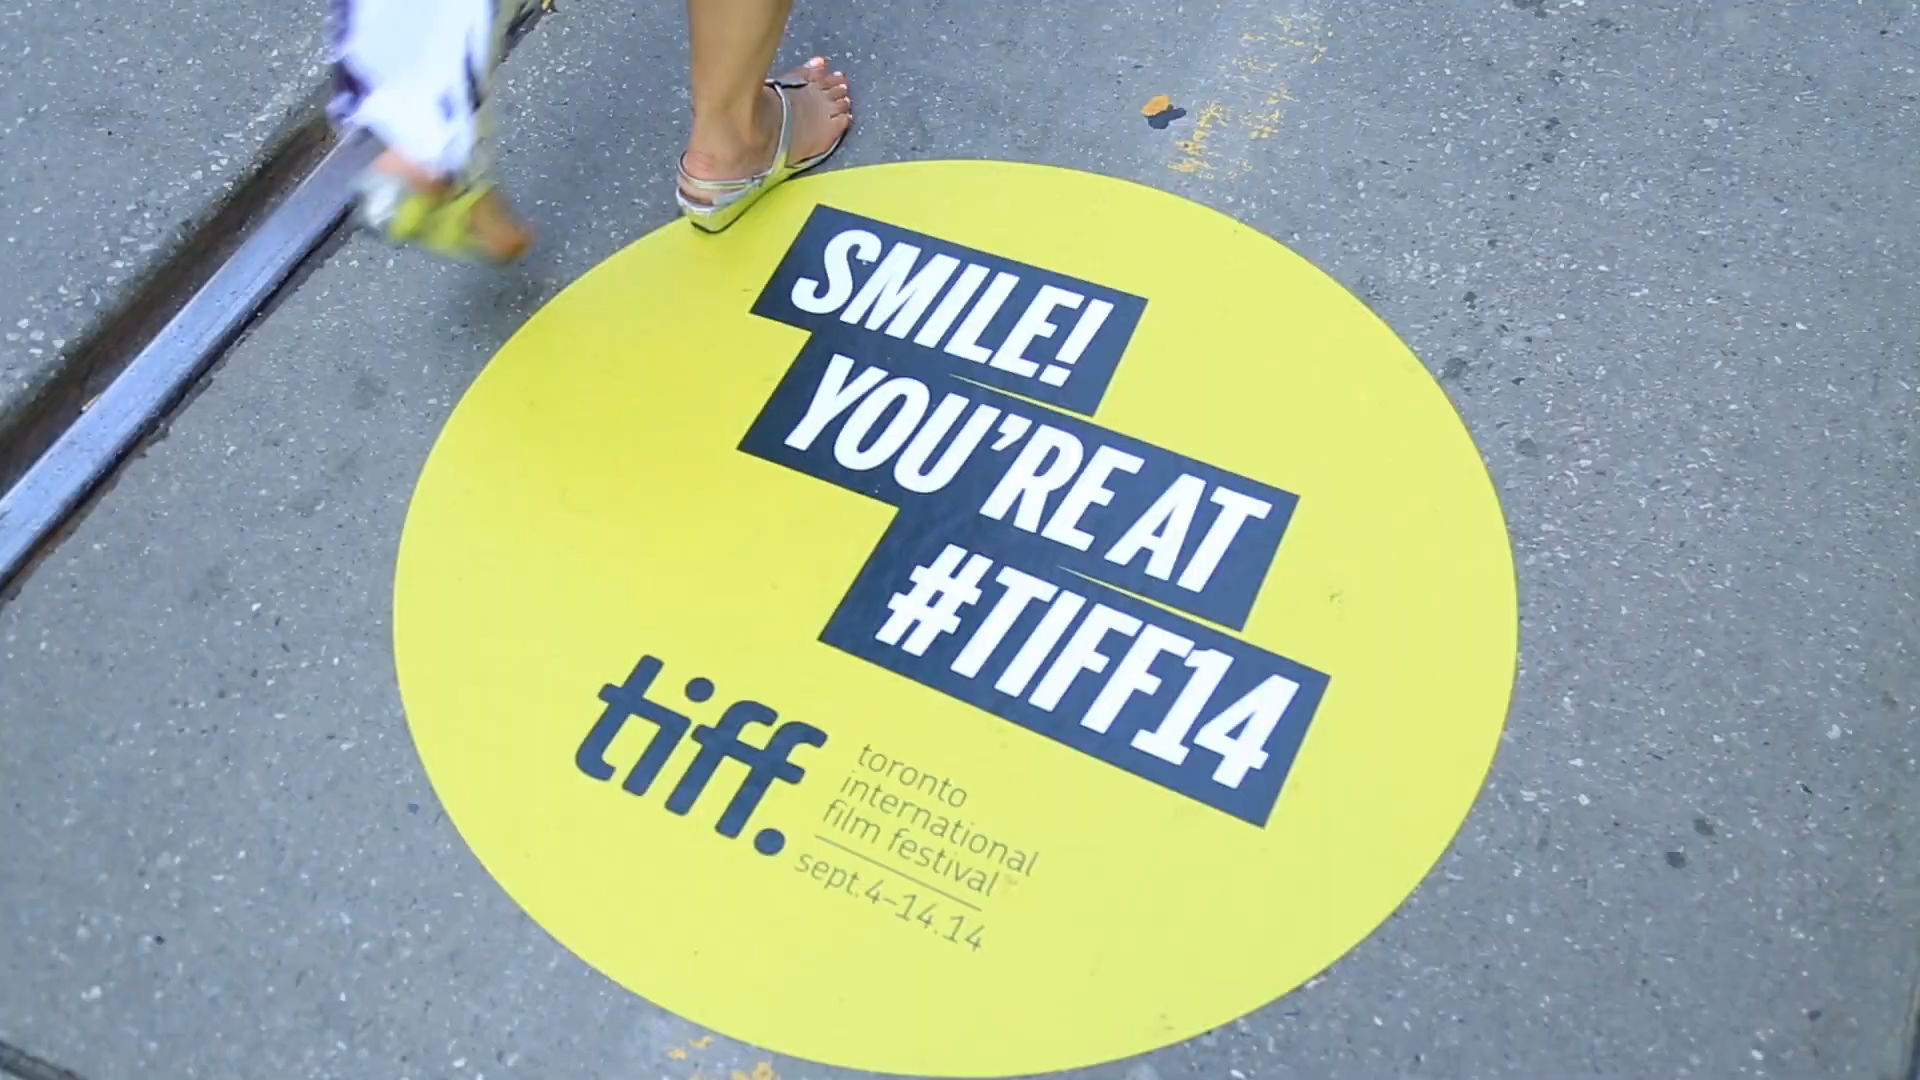 SMILE!
YOU'RE AT
#TIFF14
tiff.
toronto
international
film festival
sept.4-14.14